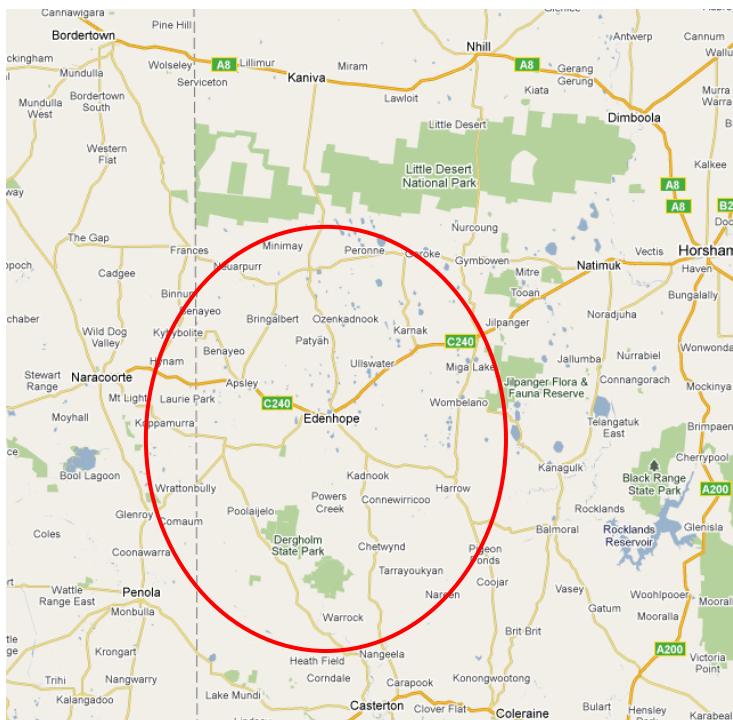 Cannawigara
Pine Hill
Bordertown
Nhill
Antwerp
Cannum
Wolseley
A8
Lillimur
Miram
A8
Gerang
Gerung
Mundulla
Serviceton
Kaniva
Lawloit
Kiata
Murra
Warra
Mundulla
West
Bordertown
South
Little Desert
Dimboola
Western
Flat
Little Desert
National Park
Kalkee
A8
A8
The Gap
Nurcoung
Frances
Minimay
Peronne
Goroke
Gymbowen
Vectis
Horsham
Cadgee
Neuarpurr
Mitre
Natimuk
Haven
Binnum
Tooan
Bungalally
Benayeo
Bringalbert
Ozenkadnook
Jilpanger
Noradjuha
Wild Dog
Valley
Kybybolite
Patyah
Karnak
C240
Benayeo
Ullswater
Jallumba
Nurrabiel
Hynam
Miga Lake
Stewart
Range
Naracoorte
Apsley
Jilpanger Flora &
Fauna Reserve
Connangorach
Mockinya
Mt Light
Laurie Park
C240
Wombelano
Moyhall
Koppamurra
Edenhope
Telangatuk
East
Brimpaen
Cherrypool
Bool Lagoon
Kadnook
Kanagulk
Black Range
State Park
Wrattonbully
Powers
Creek
Connewirricoo
Harrow
A200
Glenroy
Comaum
Poolaijelo
Rocklands
Coles
Balmoral
Rocklands
Reservoir
Glenisla
Coonawarra
Dergholm
State Park
Chetwynd
Pigeon
Ponds
Tarrayoukyan
Coojar
Wattle
Range East
Penola
Nareen
Vasey
Woohlpooer
Monbulla
Gatum
Mooralla
Warrock
Brit-Brit
A200
Krongart
Nangeela
Victoria
Point
Heath Field
Trihi
Nangwarry
Corndale
Carapook
Konongwootong
Kalangadoo
Lake Mundi
Casterton
Clover Flat
Coleraine
Bulart
Hensley